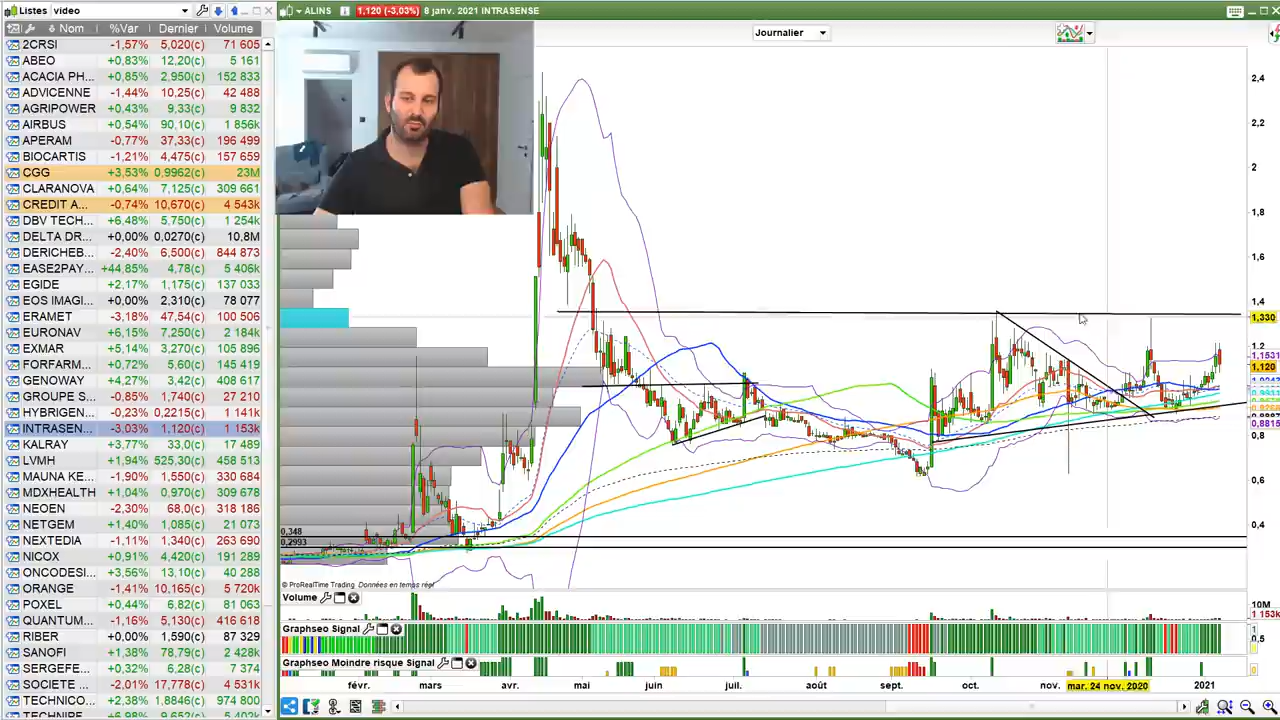 Listes video
ALINS 1,120 (-3,03%) 8 janv. 2021 INTRASENSE
Nom %Var Dernier Volume
Journalier
2CRSI -1,57% 5,020(c) 71 605
ABEO +0,83% 12,20(c) 5 161
ACACIA PH... +0,85% 2,950(c) 152 833
ADVICENNE -1,44% 10,25(c) 42 488
AGRIPOWER +0,43% 9,33(c) 9 832
AIRBUS +0,54% 90,10(c) 1 856k
APERAM -0,77% 37,33(c) 196 499
BIOCARTIS -1,21% 4,475(c) 157 659
CGG +3,53% 0,9962(c) 23M
CLARANOVA +0,64% 7,125(c) 309 661
CREDIT A... -0,74% 10,670(c) 4 543k
DBV TECH... +6,48% 5,750(c) 1 254k
DELTA DR... +0,00% 0,0270(c) 10,8M
DERICHEB... -2,40% 6,500(c) 844 873
EASE2PAY... +44,85% 4,78(c) 5 406k
EGIDE +2,17% 1,175(c) 137 033
EOS IMAGI... +0,00% 2,310(c) 78 077
ERAMET -3,18% 47,54(c) 100 506
EURONAV +6,15% 7,250(c) 2 184k
EXMAR +5,14% 3,270(c) 105 896
FORFARM... +0,72% 5,60(c) 145 419
GENOWAY +4,27% 3,42(c) 408 617
GROUPE S... -0,85% 1,740(c) 27 210
HYBRIGEN... -0,23% 0,2215(c) 1 141k
INTRASEN... -3,03% 1,120(c) 1 153k
KALRAY +3,77% 33,0(c) 17 489
LVMH +1,94% 525,30(c) 458 513
MAUNA KE... -1,90% 1,550(c) 330 684
MDXHEALTH +1,04% 0,970(c) 309 678
NEOEN -2,30% 68,0(c) 318 186
NETGEM +1,40% 1,085(c) 21 073
NEXTEDIA -1,11% 1,340(c) 263 690
NICOX +0,91% 4,420(c) 191 289
ONCODESI... +3,56% 13,10(c) 40 288
ORANGE -1,41% 10,165(c) 5 720k
POXEL +0,44% 6,82(c) 81 063
QUANTUM... -1,16% 5,130(c) 416 618
RIBER +0,00% 1,590(c) 87 329
SANOFI +1,38% 78,79(c) 2 428k
SERGEFE... +0,32% 6,28(c) 7 374
SOCIETE ... -2,01% 17,778(c) 4 531k
TECHNICO... +2,38% 1,8846(c) 974 800
2,4
2,2
2
1,8
1,6
1,4
1,330
1,2
1,1531
1,120
0,8815
0,8
0,6
0,4
0,348
0,2993
© ProRealTime Trading Données en temps réel
Volume
10M
1 153k
Graphseo Signal
1
0,5
Graphseo Moindre risque Signal
févr. mars avr. mai juin juil. août sept. oct. nov. mar. 24 nov. 2020 2021